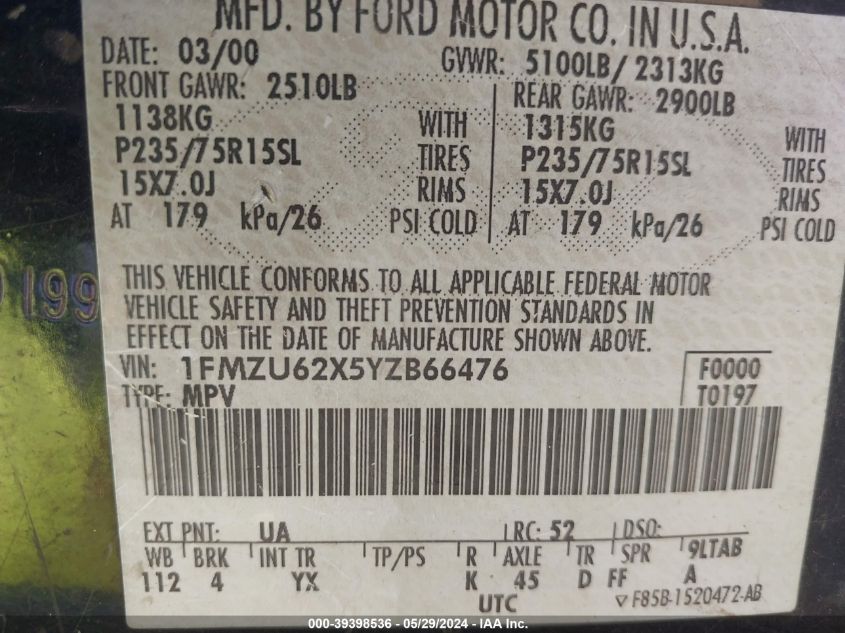 MFD. BY FORD MOTOR CO. IN U.S.A.
DATE: 03/00 GVWR: 5100LB/ 2313KG
FRONT GAWR: 2510LB REAR GAWR: 2900LB
1138KG WITH 1315KG WITH
P235/75R15SL TIRES P235/75R15SL TIRES
15X7.0J RIMS 15X7.0J RIMS
AT 179 kPa/26 PSI COLD AT 179 kPa/26 PSI COLD
THIS VEHICLE CONFORMS TO ALL APPLICABLE FEDERAL MOTOR
VEHICLE SAFETY AND THEFT PREVENTION STANDARDS IN
EFFECT ON THE DATE OF MANUFACTURE SHOWN ABOVE.
VIN: 1FMZU62X5YZB66476 F0000
TYPE: MPV T0197
EXT PNT: UA RC: 52 DSO:
WB BRK INT TR TP/PS R AXLE TR SPR 9LTAB
112 4 YX K 45 D FF A
UTC F85B-1520472-AB
199
000-39398536 - 05/29/2024 - IAA Inc.